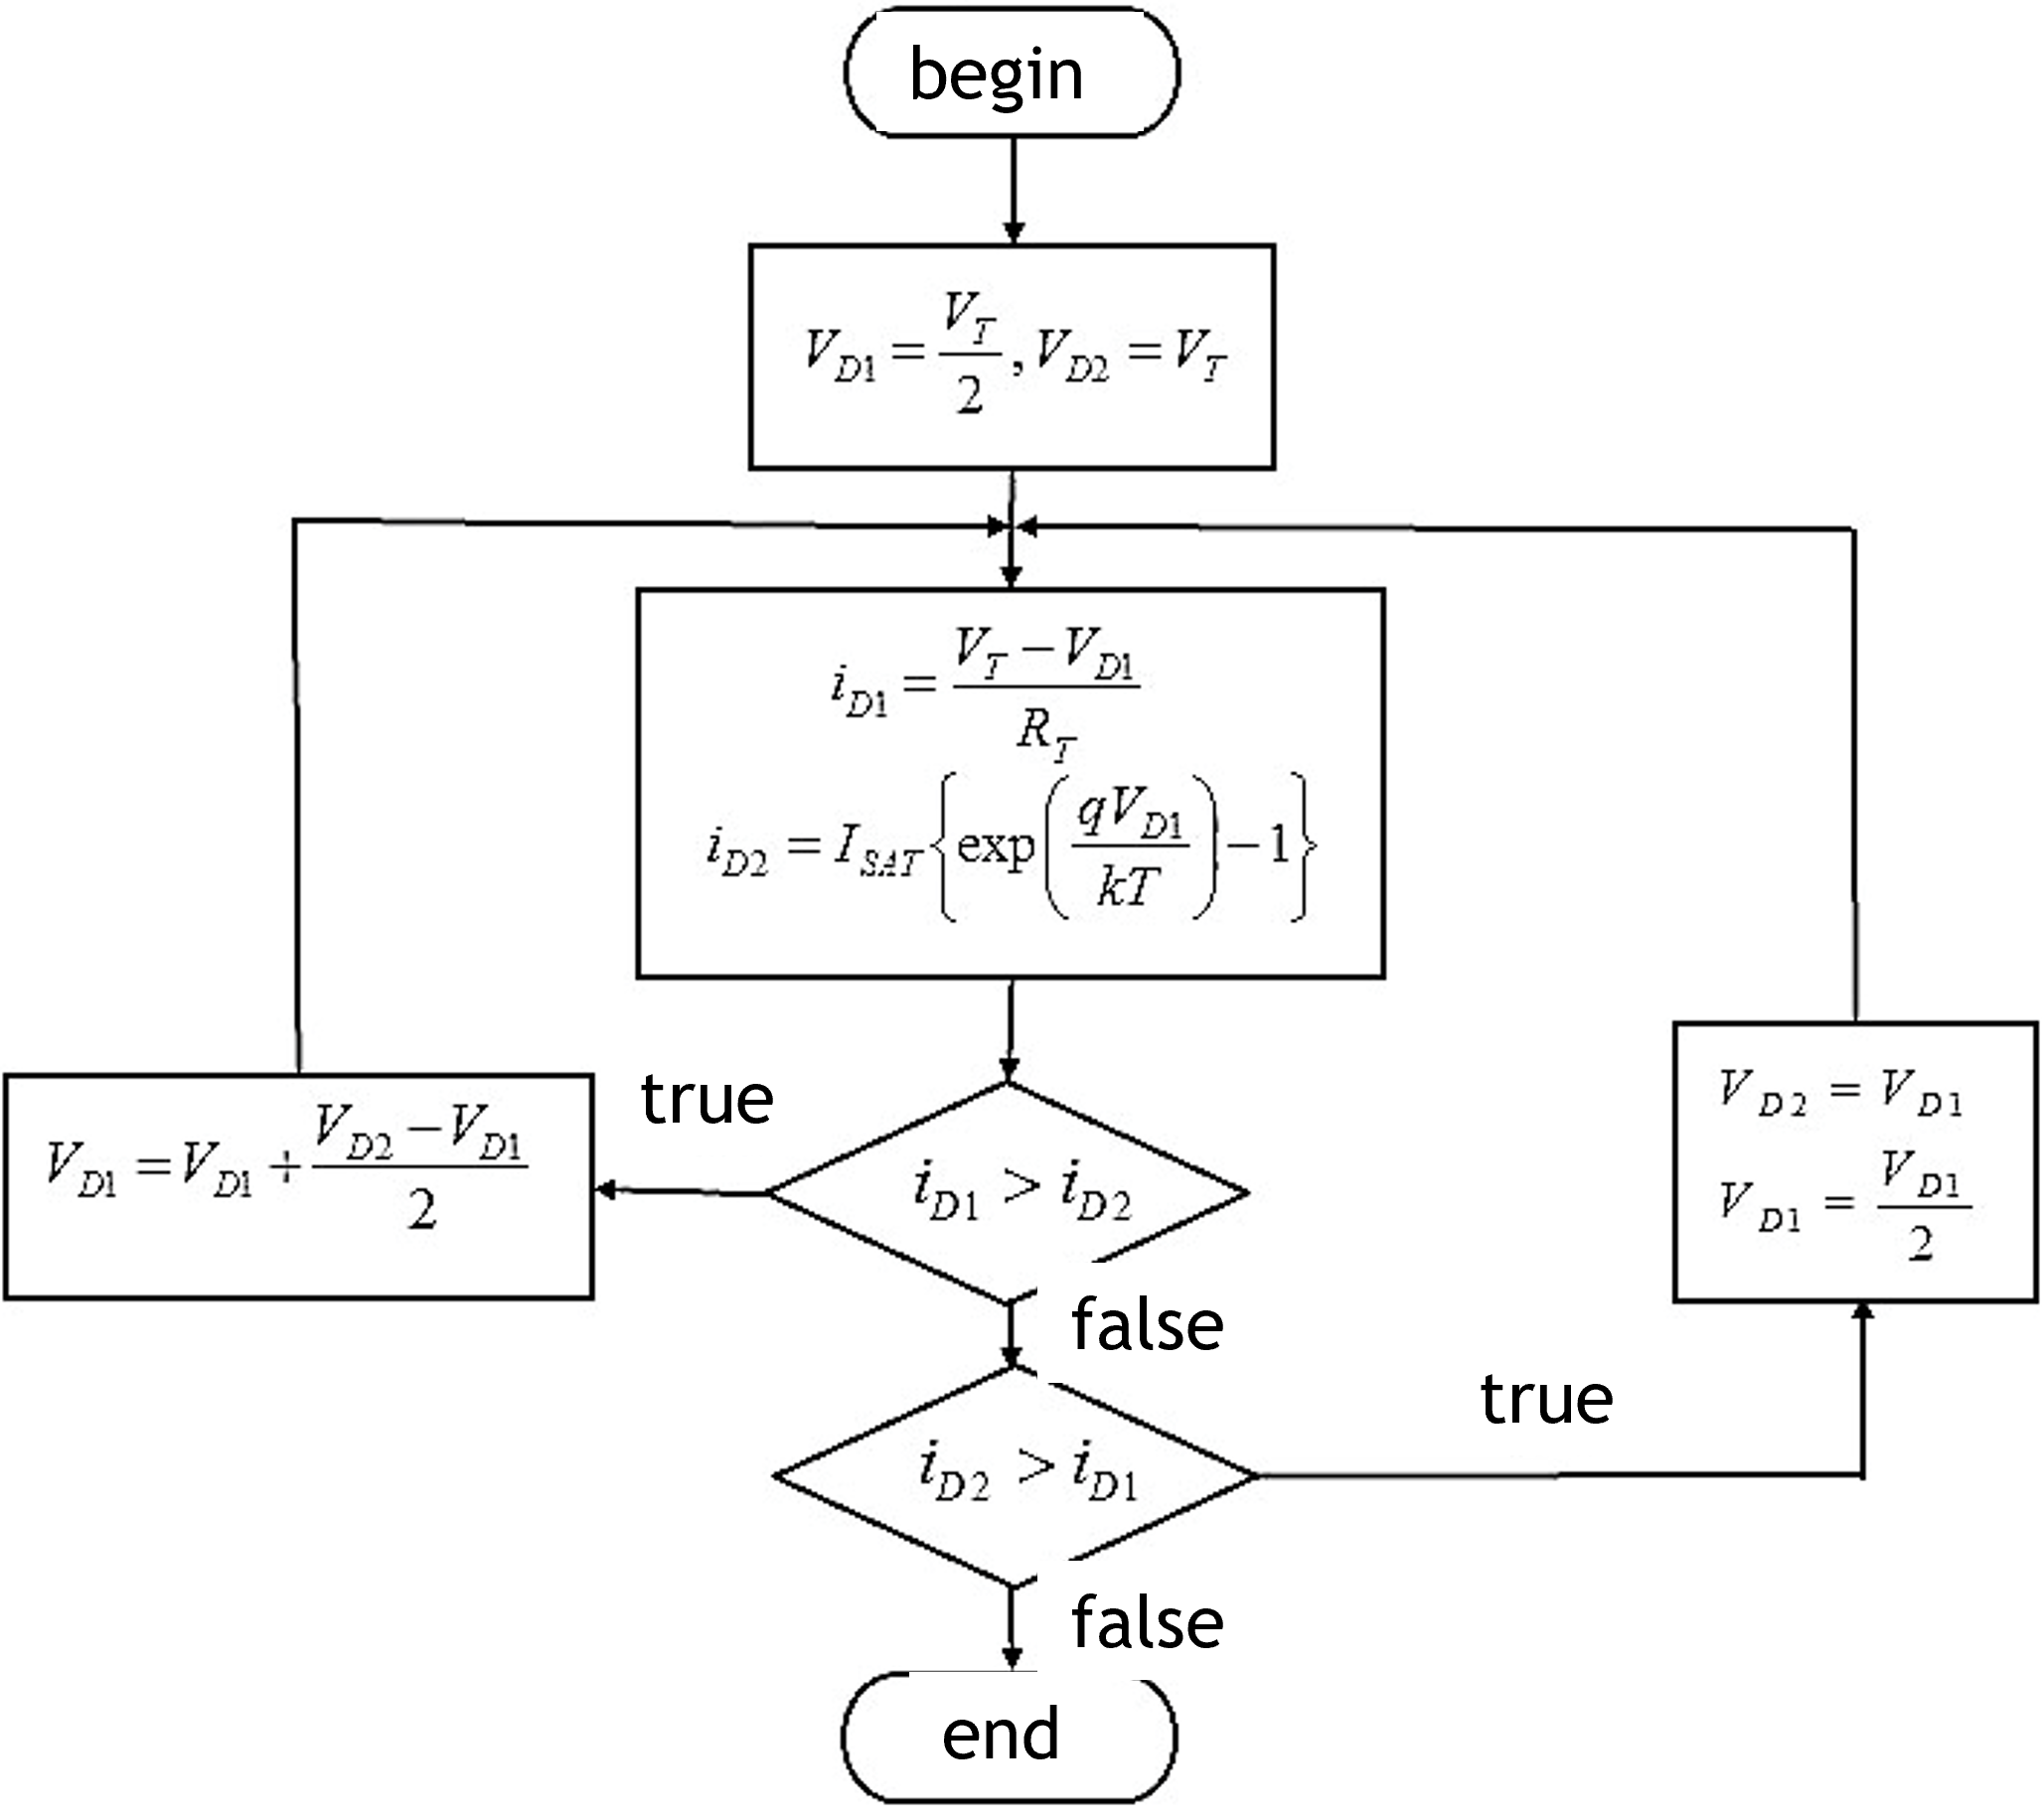 begin
V_{D1} = \frac{V_T}{2}, V_{D2} = V_T
i_{D1} = \frac{V_T - V_{D1}}{R_T}
i_{D2} = I_{SAT} \left\{ \exp\left( \frac{qV_{D1}}{kT} \right) - 1 \right\}
true
V_{D1} = V_{D1} + \frac{V_{D2} - V_{D1}}{2}
i_{D1} > i_{D2}
V_{D2} = V_{D1}
V_{D1} = \frac{V_{D1}}{2}
false
true
i_{D2} > i_{D1}
false
end